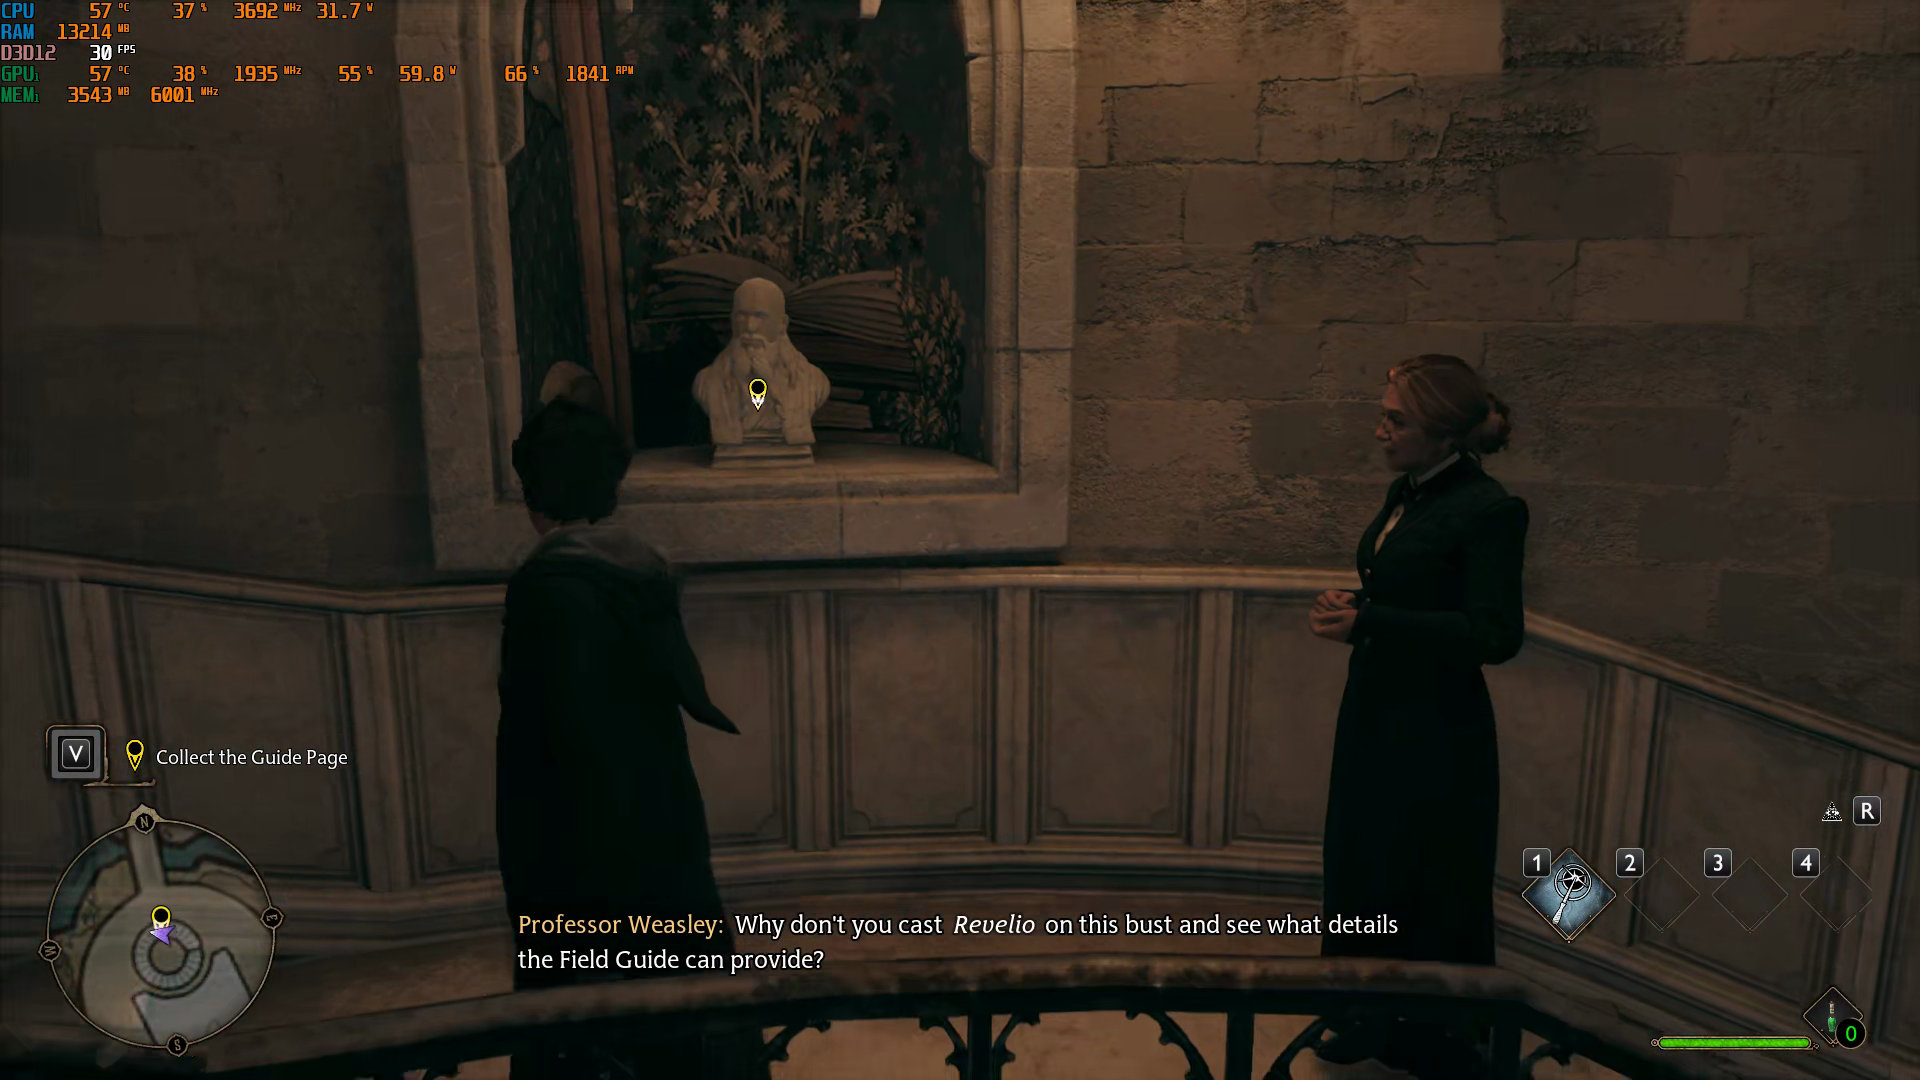 CPU 57 °C 37 % 3692 MHz 31.7 W
RAM 13214 MB
D3D12 30 FPS
GPU1 57 °C 38 % 1935 MHz 55 % 59.8 W 66 % 1841 RPM
MEM1 3543 MB 6001 MHz
V Collect the Guide Page
N
E
W
S
R
1 2 3 4
Professor Weasley: Why don't you cast Revelio on this bust and see what details
the Field Guide can provide?
0